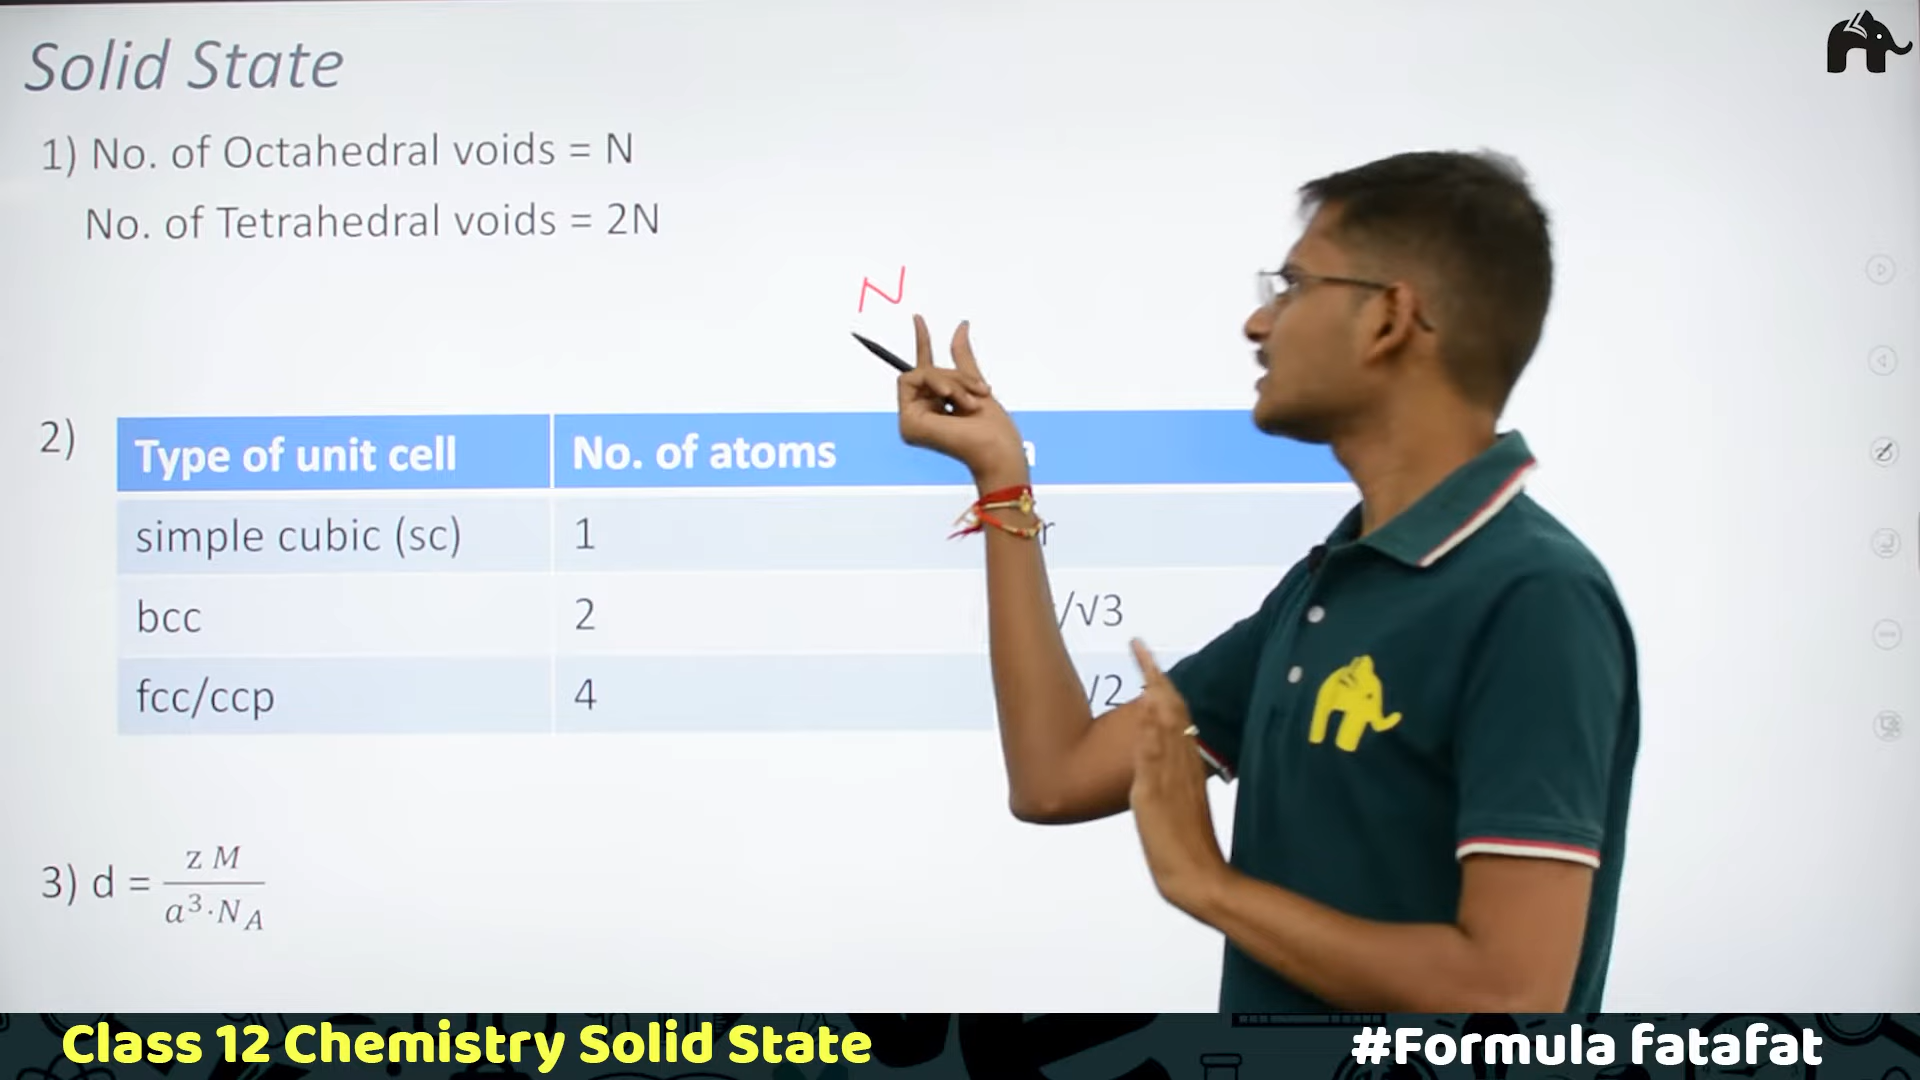 Solid State
1) No. of Octahedral voids = N
No. of Tetrahedral voids = 2N
N
2)
Type of unit cell No. of atoms a
simple cubic (sc) 1 r
bcc 2 /√3
fcc/ccp 4 √2
3) d = z M / a³·N_A
Class 12 Chemistry Solid State
#Formula fatafat